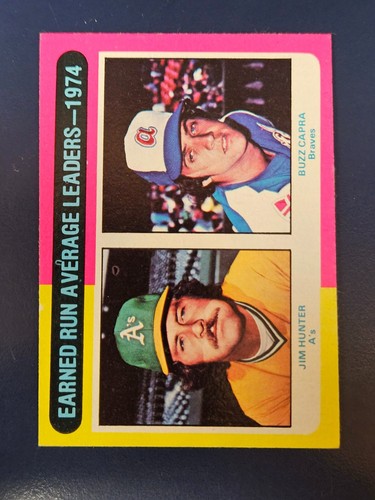 EARNED RUN AVERAGE LEADERS—1974
A's
a
JIM HUNTER
A's
BUZZ CAPRA
Braves